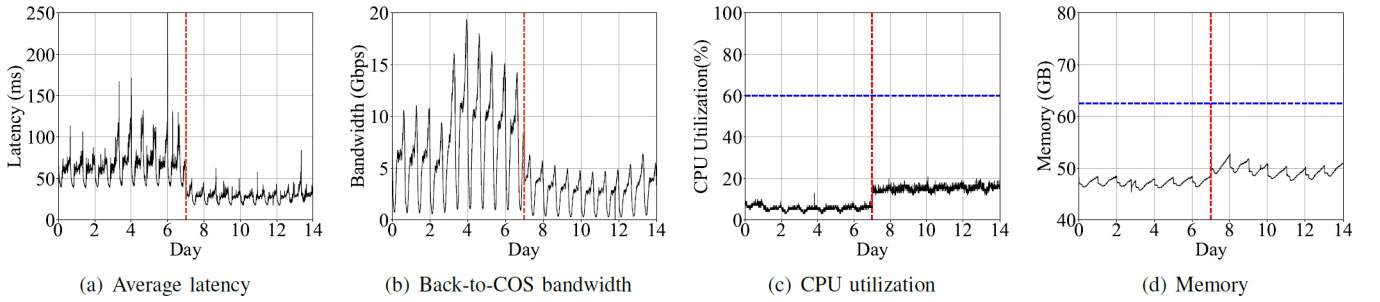 250
200
150
100
50
0
Latency (ms)
0 2 4 6 8 10 12 14
Day
(a) Average latency
20
15
10
5
0
Bandwidth (Gbps)
0 2 4 6 8 10 12 14
Day
(b) Back-to-COS bandwidth
100
80
60
40
20
0
CPU Utilization(%)
0 2 4 6 8 10 12 14
Day
(c) CPU utilization
80
70
60
50
40
Memory (GB)
0 2 4 6 8 10 12 14
Day
(d) Memory